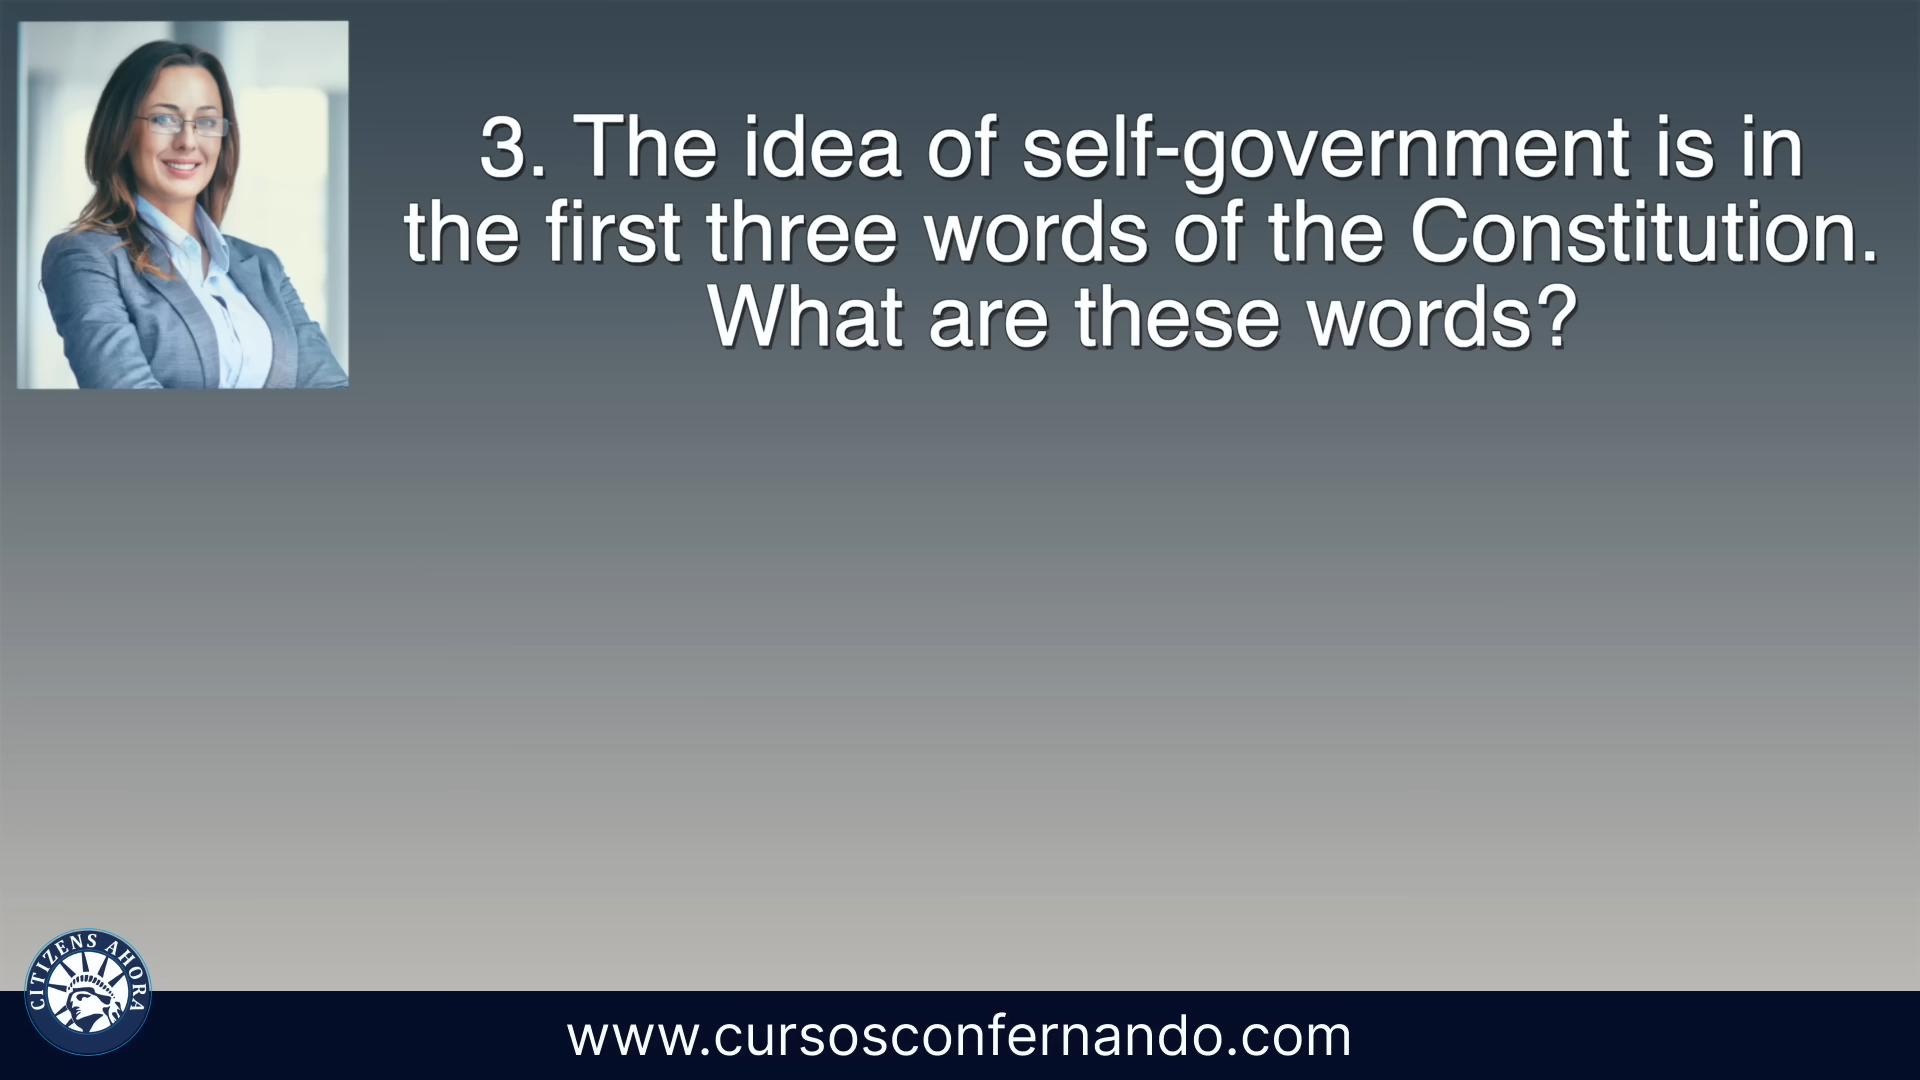 3. The idea of self-government is in
the first three words of the Constitution.
What are these words?
CITIZENS AHORA
www.cursosconfernando.com